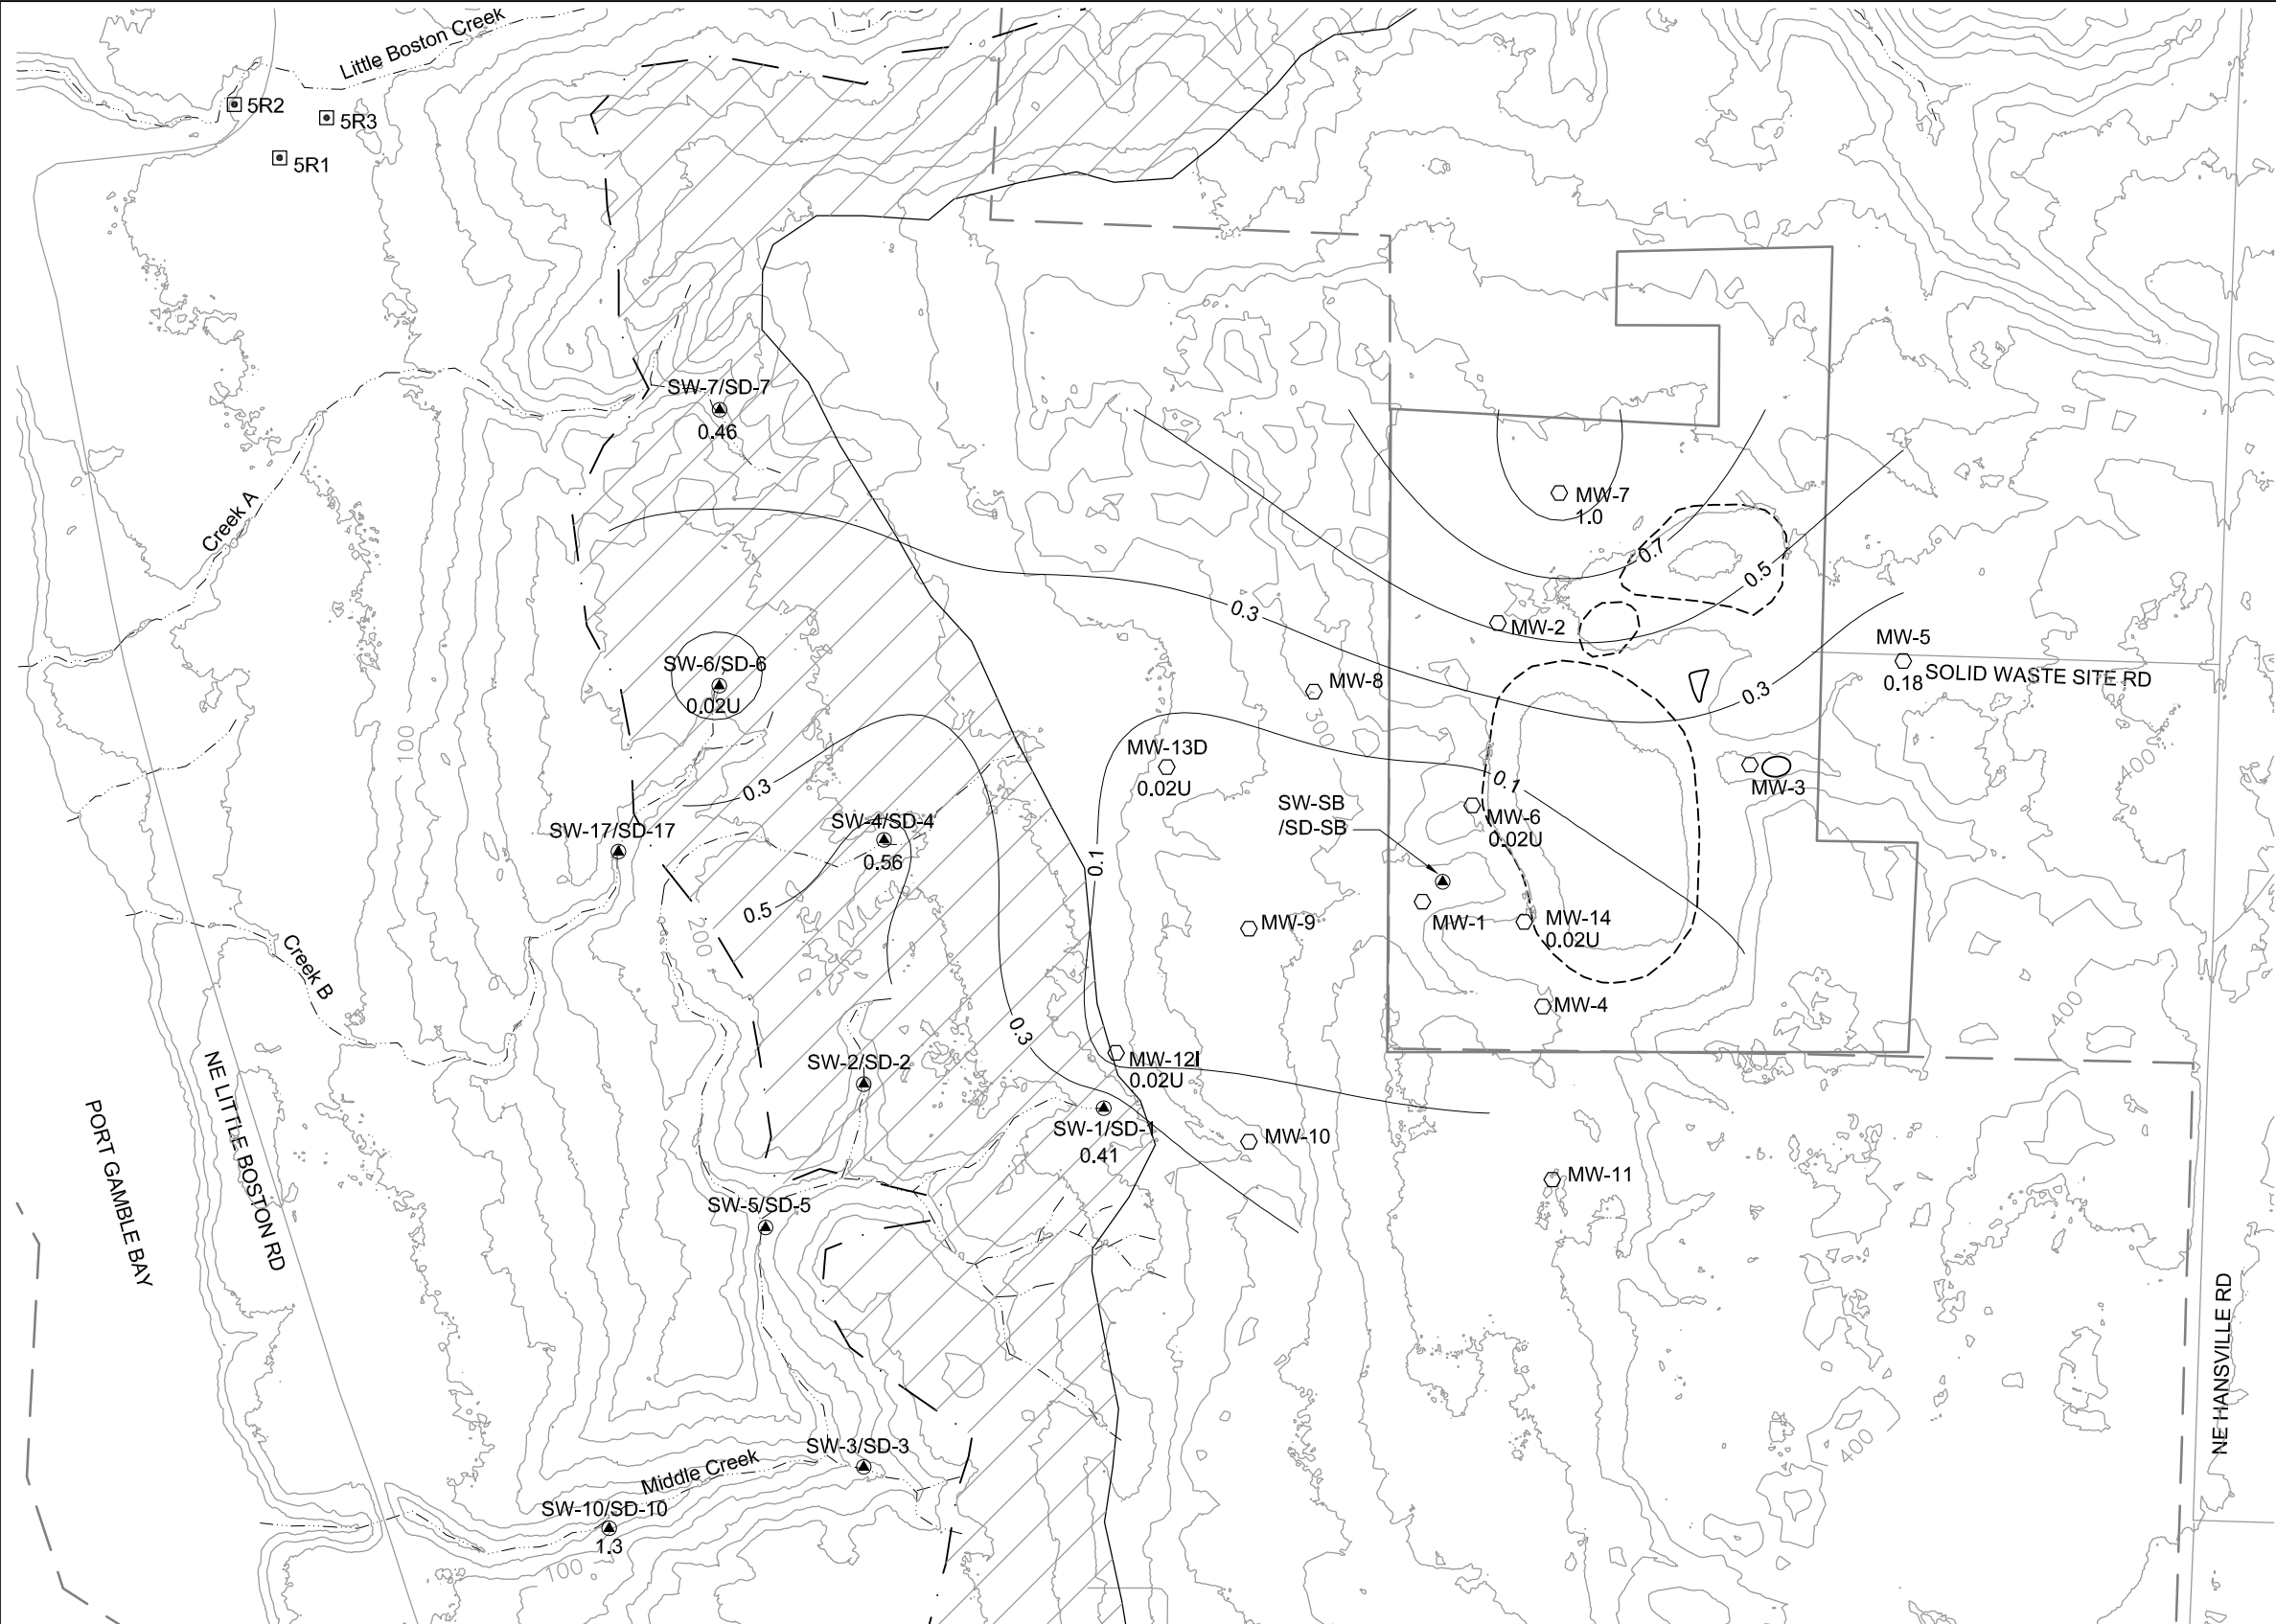 Little Boston Creek
5R2
5R3
5R1
SW-7/SD-7
0.46
Creek A
MW-7
1.0
0.7
0.5
0.3
MW-2
MW-5
0.18
SOLID WASTE SITE RD
0.3
SW-6/SD-6
0.02U
MW-8
300
100
MW-13D
0.02U
0.1
MW-3
400
0.3
SW-SB
/SD-SB
MW-6
0.02U
SW-17/SD-17
SW-4/SD-4
0.56
0.1
0.5
200
MW-9
MW-1
MW-14
0.02U
Creek B
MW-4
400
0.3
SW-2/SD-2
MW-12I
0.02U
NE LITTLE BOSTON RD
PORT GAMBLE BAY
SW-1/SD-1
0.41
MW-10
MW-11
SW-5/SD-5
NE HANSVILLE RD
400
SW-3/SD-3
Middle Creek
SW-10/SD-10
1.3
100